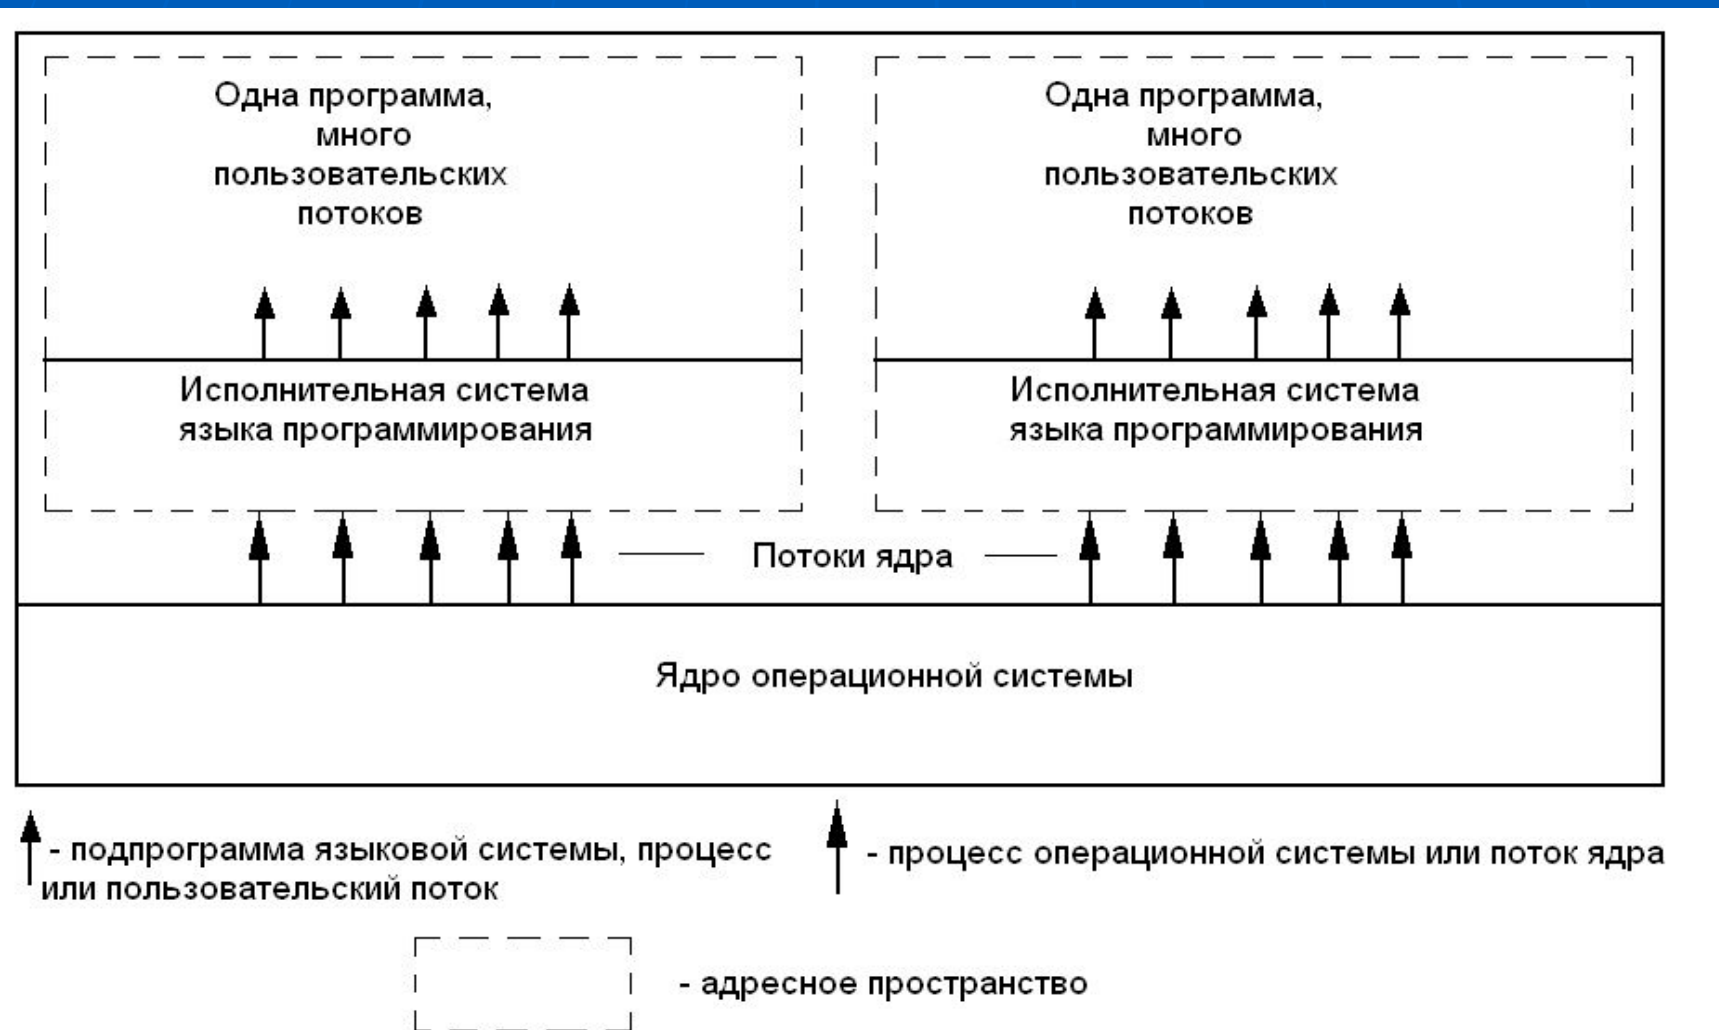 Одна программа,
много
пользовательских
потоков
Одна программа,
много
пользовательских
потоков
Исполнительная система
языка программирования
Исполнительная система
языка программирования
Потоки ядра
Ядро операционной системы
- подпрограмма языковой системы, процесс
или пользовательский поток
- процесс операционной системы или поток ядра
- адресное пространство